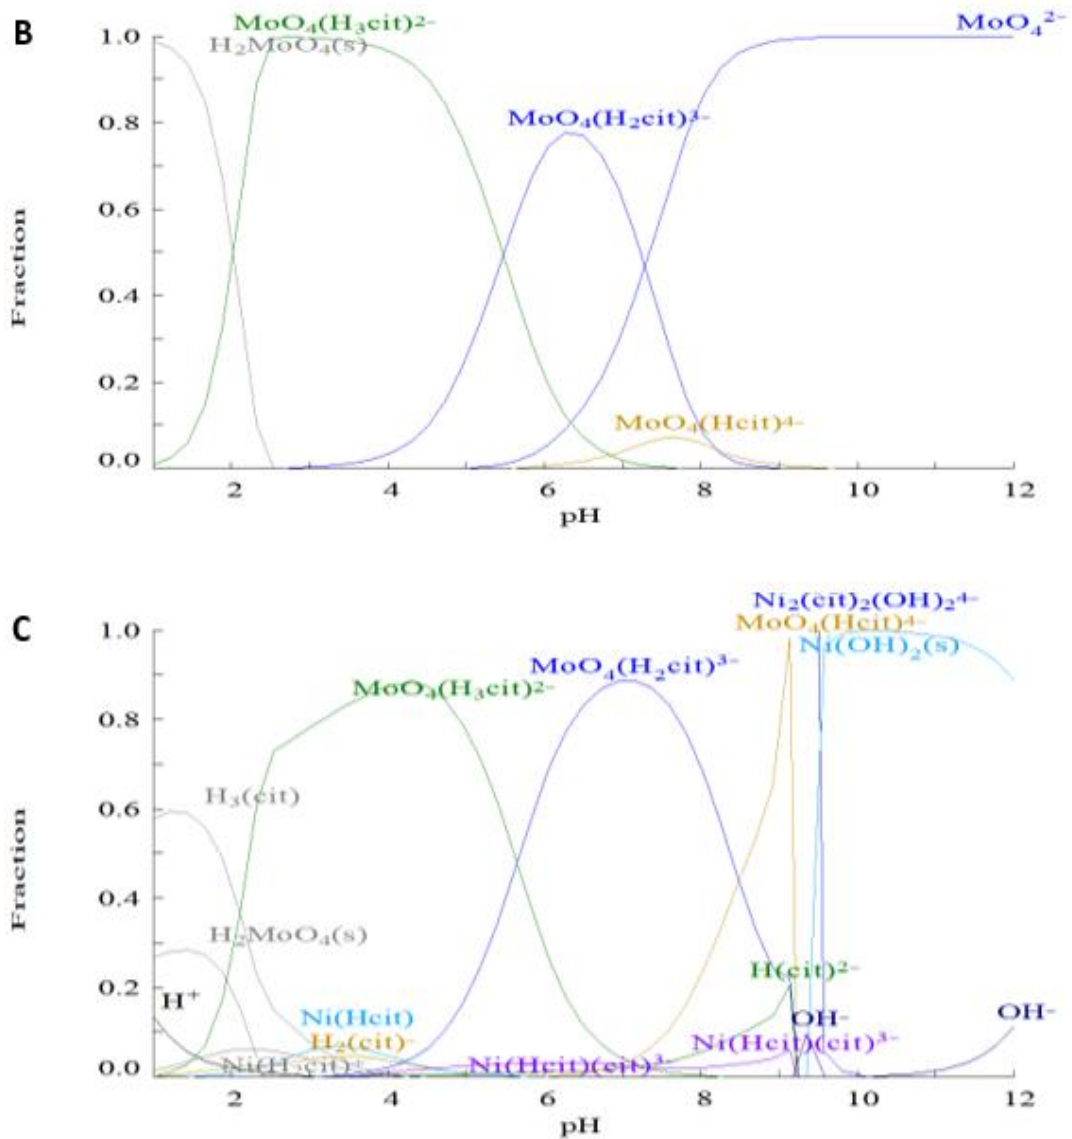 B
MoO₄(H₃cit)²⁻
MoO₄²⁻
H₂MoO₄(s)
1.0
MoO₄(H₂cit)³⁻
0.8
0.6
Fraction
0.4
0.2
MoO₄(Hcit)⁴⁻
0.0
2 4 6 8 10 12
pH
C
Ni₂(cit)₂(OH)₂⁴⁻
MoO₄(Hcit)⁴⁻
1.0
Ni(OH)₂(s)
MoO₄(H₂cit)³⁻
MoO₄(H₃cit)²⁻
0.8
H₃(cit)
0.6
Fraction
0.4
H₂MoO₄(s)
H(cit)²⁻
0.2
H⁺
Ni(Hcit)
OH⁻
OH⁻
H₂(cit)⁻
Ni(Hcit)(cit)³⁻
Ni(H₂cit)⁺
Ni(Hcit)(cit)³⁻
0.0
2 4 6 8 10 12
pH